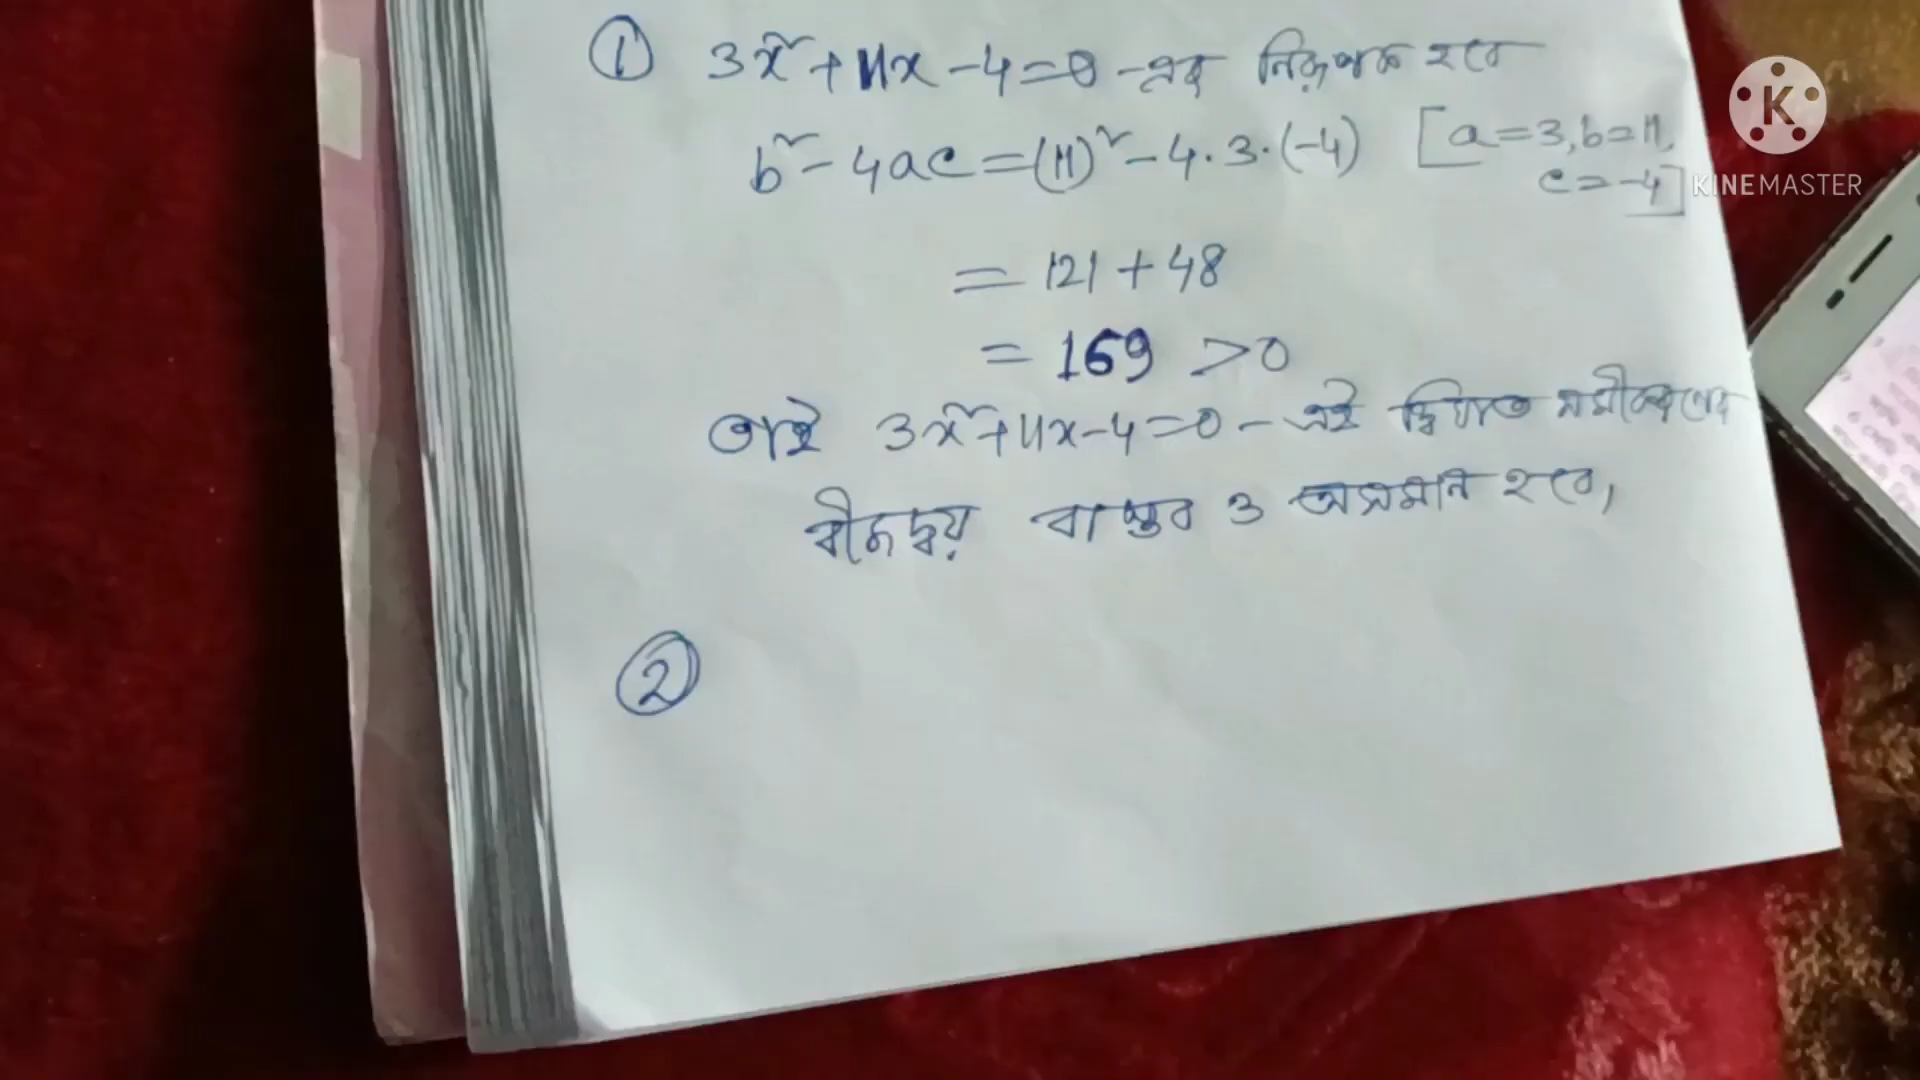 ① 3x² + 11x - 4 = 0 -এর নিরূপক হবে
b² - 4ac = (11)² - 4·3·(-4) [a=3, b=11,
c = -4]
= 121 + 48
= 169 > 0
তাই 3x² + 11x - 4 = 0 - এই দ্বিঘাত সমীকরণের
বীজদ্বয় বাস্তব ও অসমান হবে,
②
K
KINEMASTER